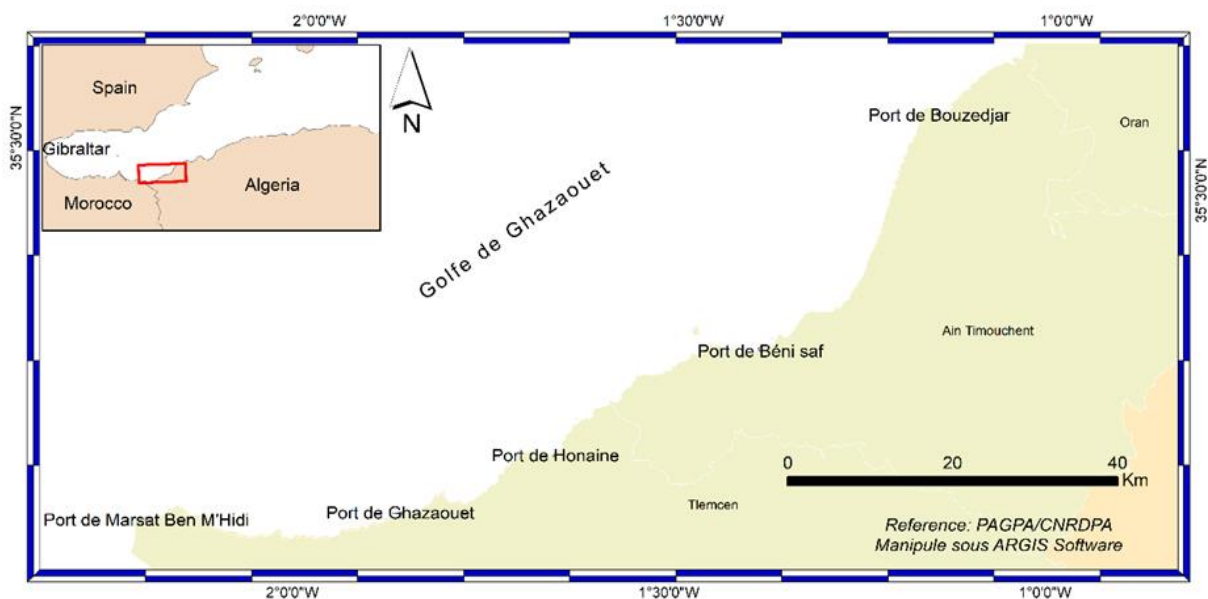 2°0'0"W
1°30'0"W
1°0'0"W
35°30'0"N
Spain
Gibraltar
Morocco
Algeria
N
Port de Bouzedjar
Oran
35°30'0"N
Golfe de Ghazaouet
Ain Timouchent
Port de Béni saf
Port de Honaine
0
20
40
Km
Tlemcen
Port de Ghazaouet
Port de Marsat Ben M'Hidi
Reference: PAGPA/CNRDPA
Manipule sous ARGIS Software
2°0'0"W
1°30'0"W
1°0'0"W